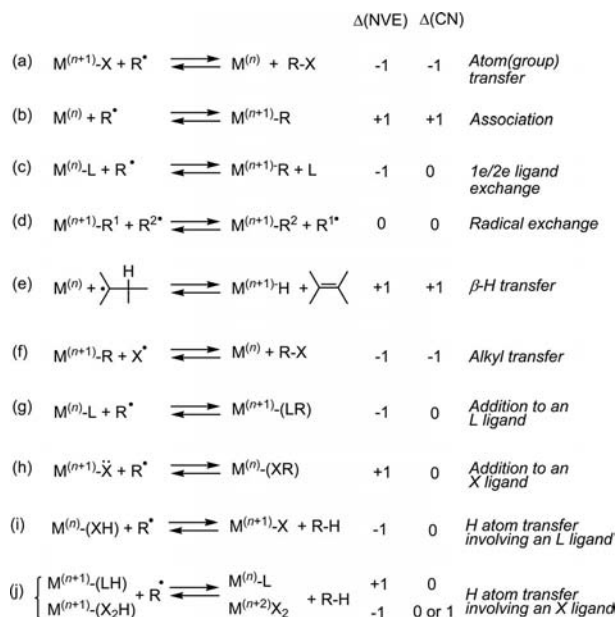 Δ(NVE) Δ(CN)
(a) M(n+1)-X + R• ⇌ M(n) + R-X -1 -1 Atom(group)
transfer
(b) M(n) + R• ⇌ M(n+1)-R +1 +1 Association
(c) M(n)-L + R• ⇌ M(n+1)-R + L -1 0 1e/2e ligand
exchange
(d) M(n+1)-R1 + R2• ⇌ M(n+1)-R2 + R1• 0 0 Radical exchange
H
(e) M(n) + • ⇌ M(n+1)-H + +1 +1 β-H transfer
(f) M(n+1)-R + X• ⇌ M(n) + R-X -1 -1 Alkyl transfer
(g) M(n)-L + R• ⇌ M(n+1)-(LR) -1 0 Addition to an
L ligand
(h) M(n+1)-Ẍ + R• ⇌ M(n)-(XR) +1 0 Addition to an
X ligand
(i) M(n)-(XH) + R• ⇌ M(n+1)-X + R-H -1 0 H atom transfer
involving an L ligand
M(n+1)-(LH) M(n)-L +1 0
(j) { + R• ⇌ + R-H H atom transfer
M(n+1)-(X2H) M(n+2)X2 -1 0 or 1 involving an X ligand